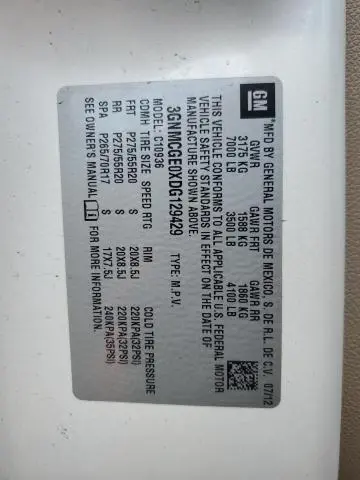 GM
MFD BY GENERAL MOTORS DE MEXICO, S. DE R.L. DE C.V. 07/12
GVWR GAWR FRT GAWR RR
3175 KG 1588 KG 1860 KG
7000 LB 3500 LB 4100 LB
THIS VEHICLE CONFORMS TO ALL APPLICABLE U.S. FEDERAL MOTOR
VEHICLE SAFETY STANDARDS IN EFFECT ON THE DATE OF
MANUFACTURE SHOWN ABOVE.
3GNMCGE0XDG129429 TYPE: M.P.V.
MODEL: C10936
CDMH TIRE SIZE SPEED RTG RIM COLD TIRE PRESSURE
FRT P275/55R20 S 20X8.5J 220KPA(32PSI)
RR P275/55R20 S 20X8.5J 220KPA(32PSI)
SPA P265/70R17 S 17X7.5J 240KPA(35PSI)
SEE OWNER'S MANUAL FOR MORE INFORMATION.